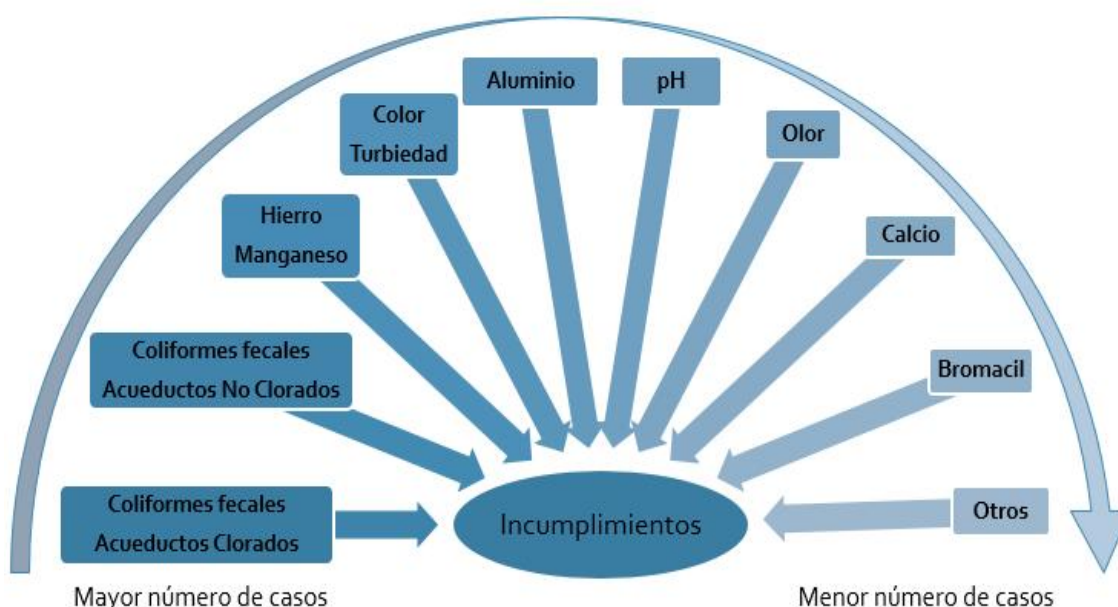 Aluminio
pH
Color
Turbiedad
Olor
Hierro
Manganeso
Calcio
Coliformes fecales
Acueductos No Clorados
Bromacil
Coliformes fecales
Acueductos Clorados
Incumplimientos
Otros
Mayor número de casos
Menor número de casos